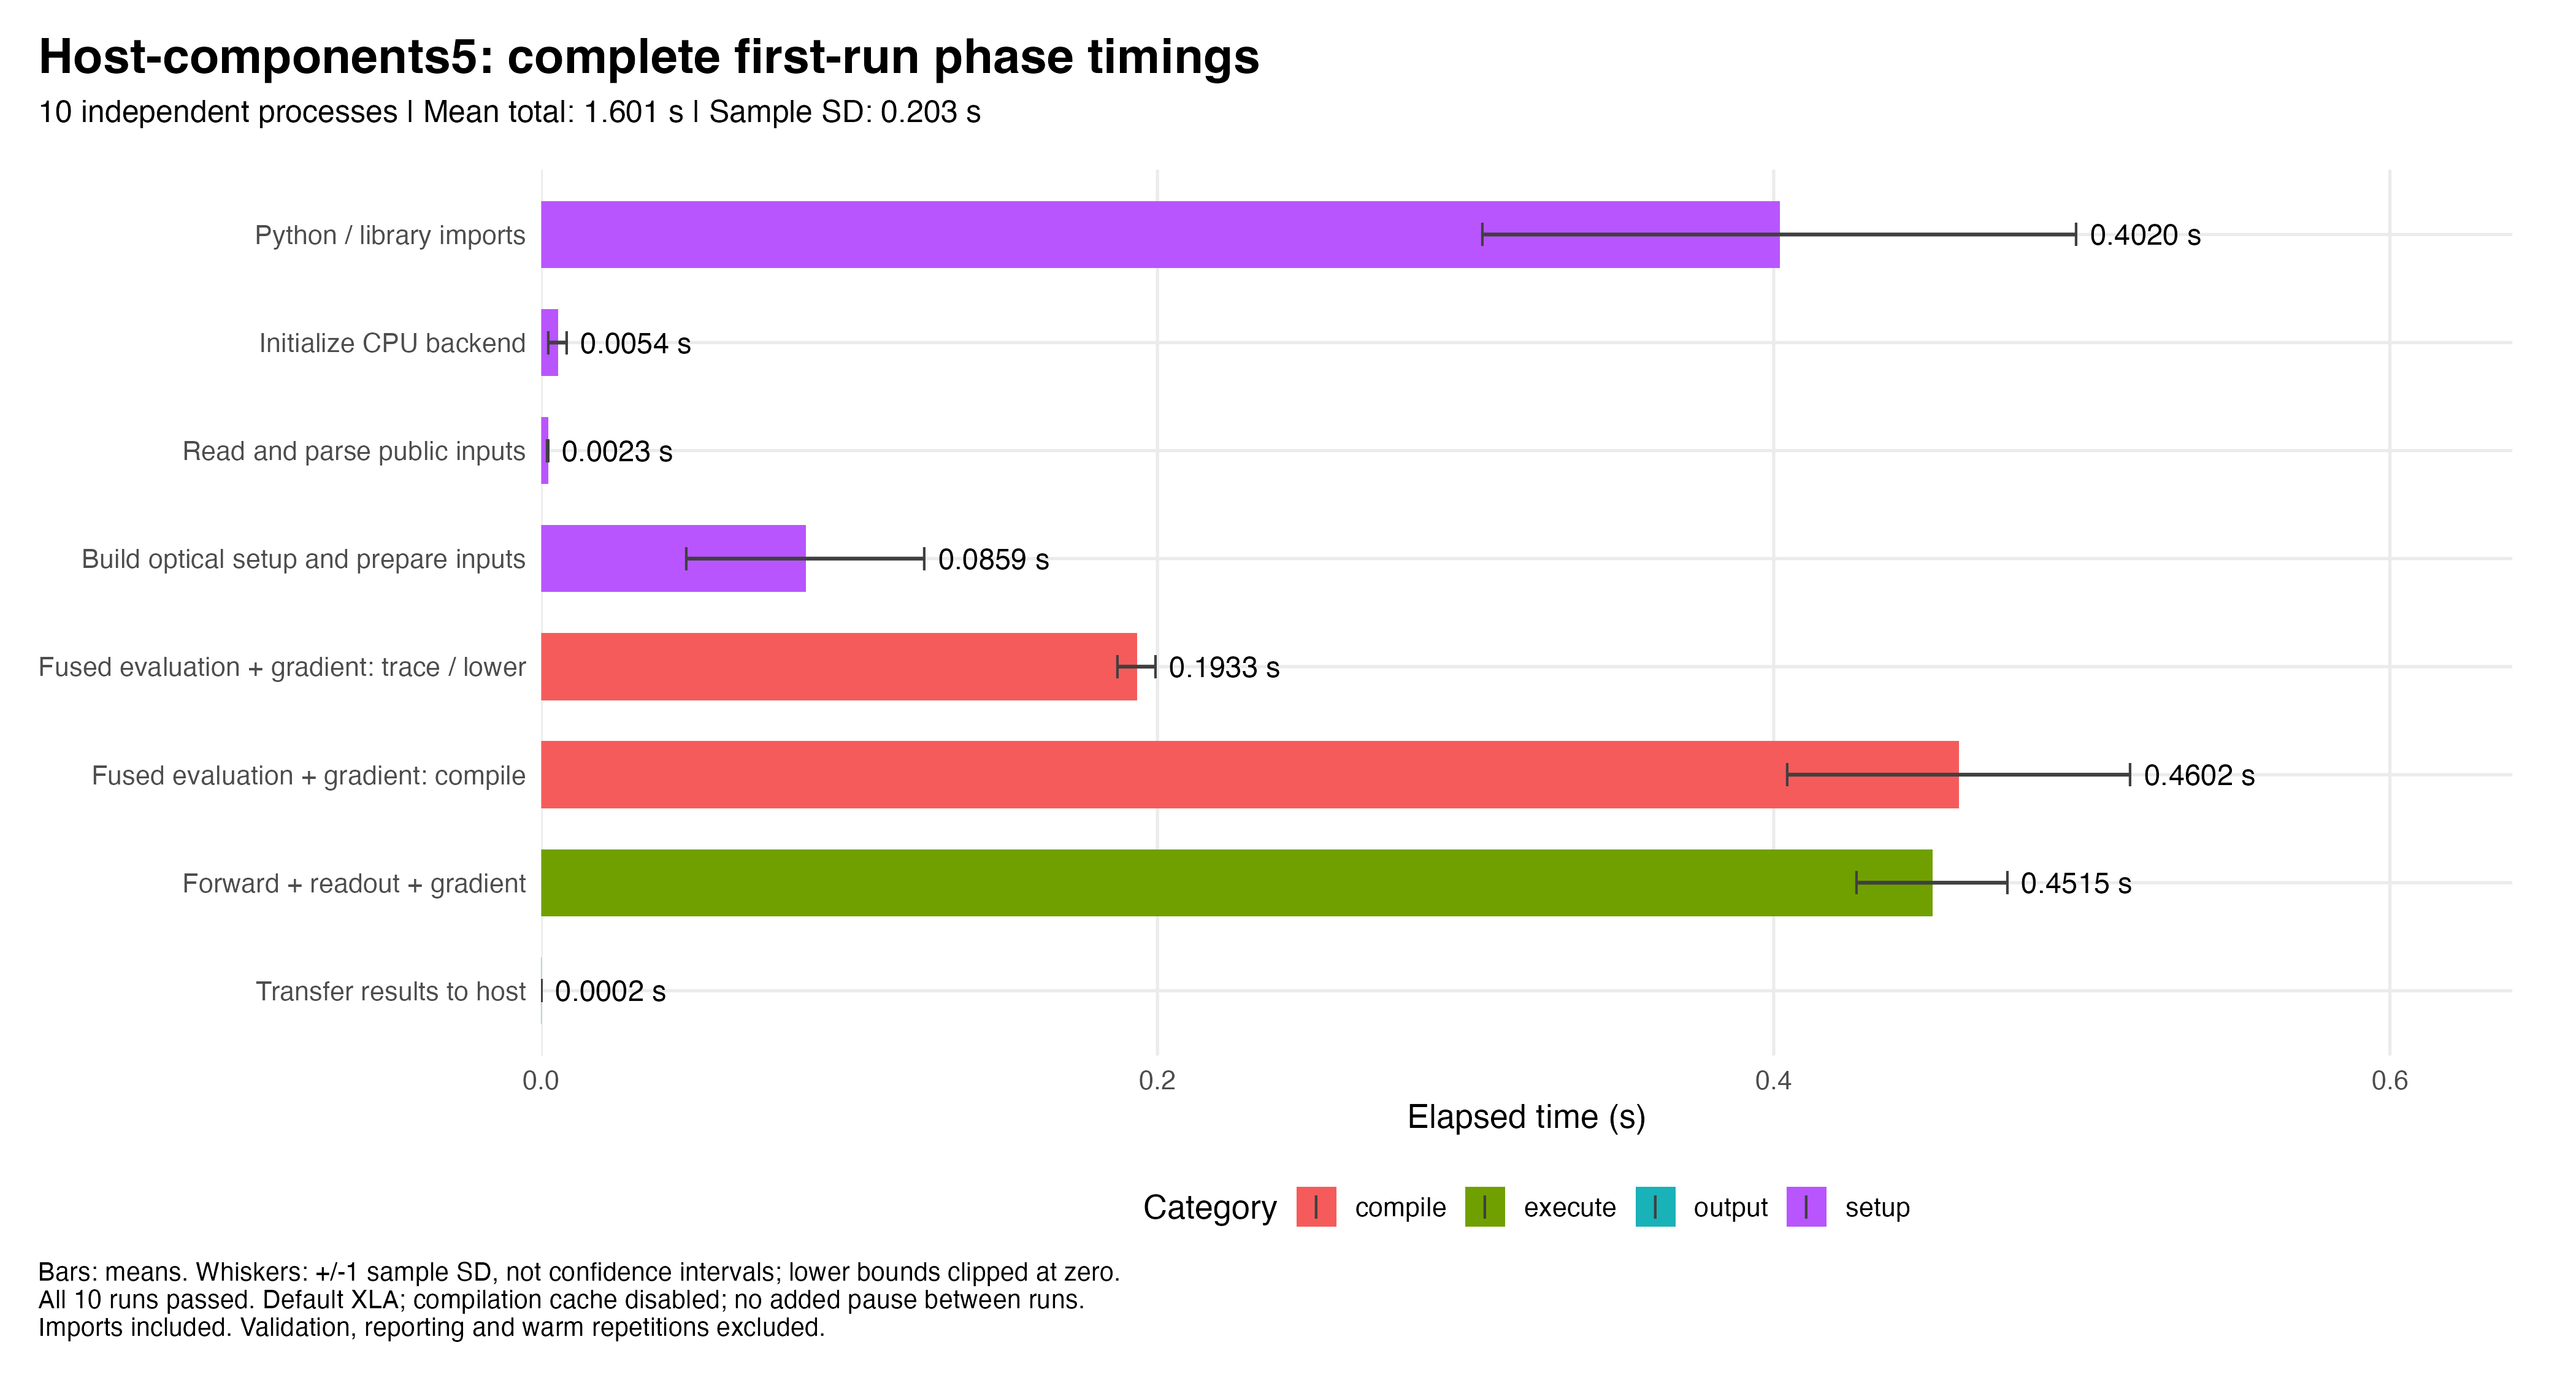 Host-components5: complete first-run phase timings
10 independent processes | Mean total: 1.601 s | Sample SD: 0.203 s
Python / library imports 0.4020 s
Initialize CPU backend 0.0054 s
Read and parse public inputs 0.0023 s
Build optical setup and prepare inputs 0.0859 s
Fused evaluation + gradient: trace / lower 0.1933 s
Fused evaluation + gradient: compile 0.4602 s
Forward + readout + gradient 0.4515 s
Transfer results to host 0.0002 s
0.0 0.2 0.4 0.6
Elapsed time (s)
Category compile execute output setup
Bars: means. Whiskers: +/-1 sample SD, not confidence intervals; lower bounds clipped at zero.
All 10 runs passed. Default XLA; compilation cache disabled; no added pause between runs.
Imports included. Validation, reporting and warm repetitions excluded.